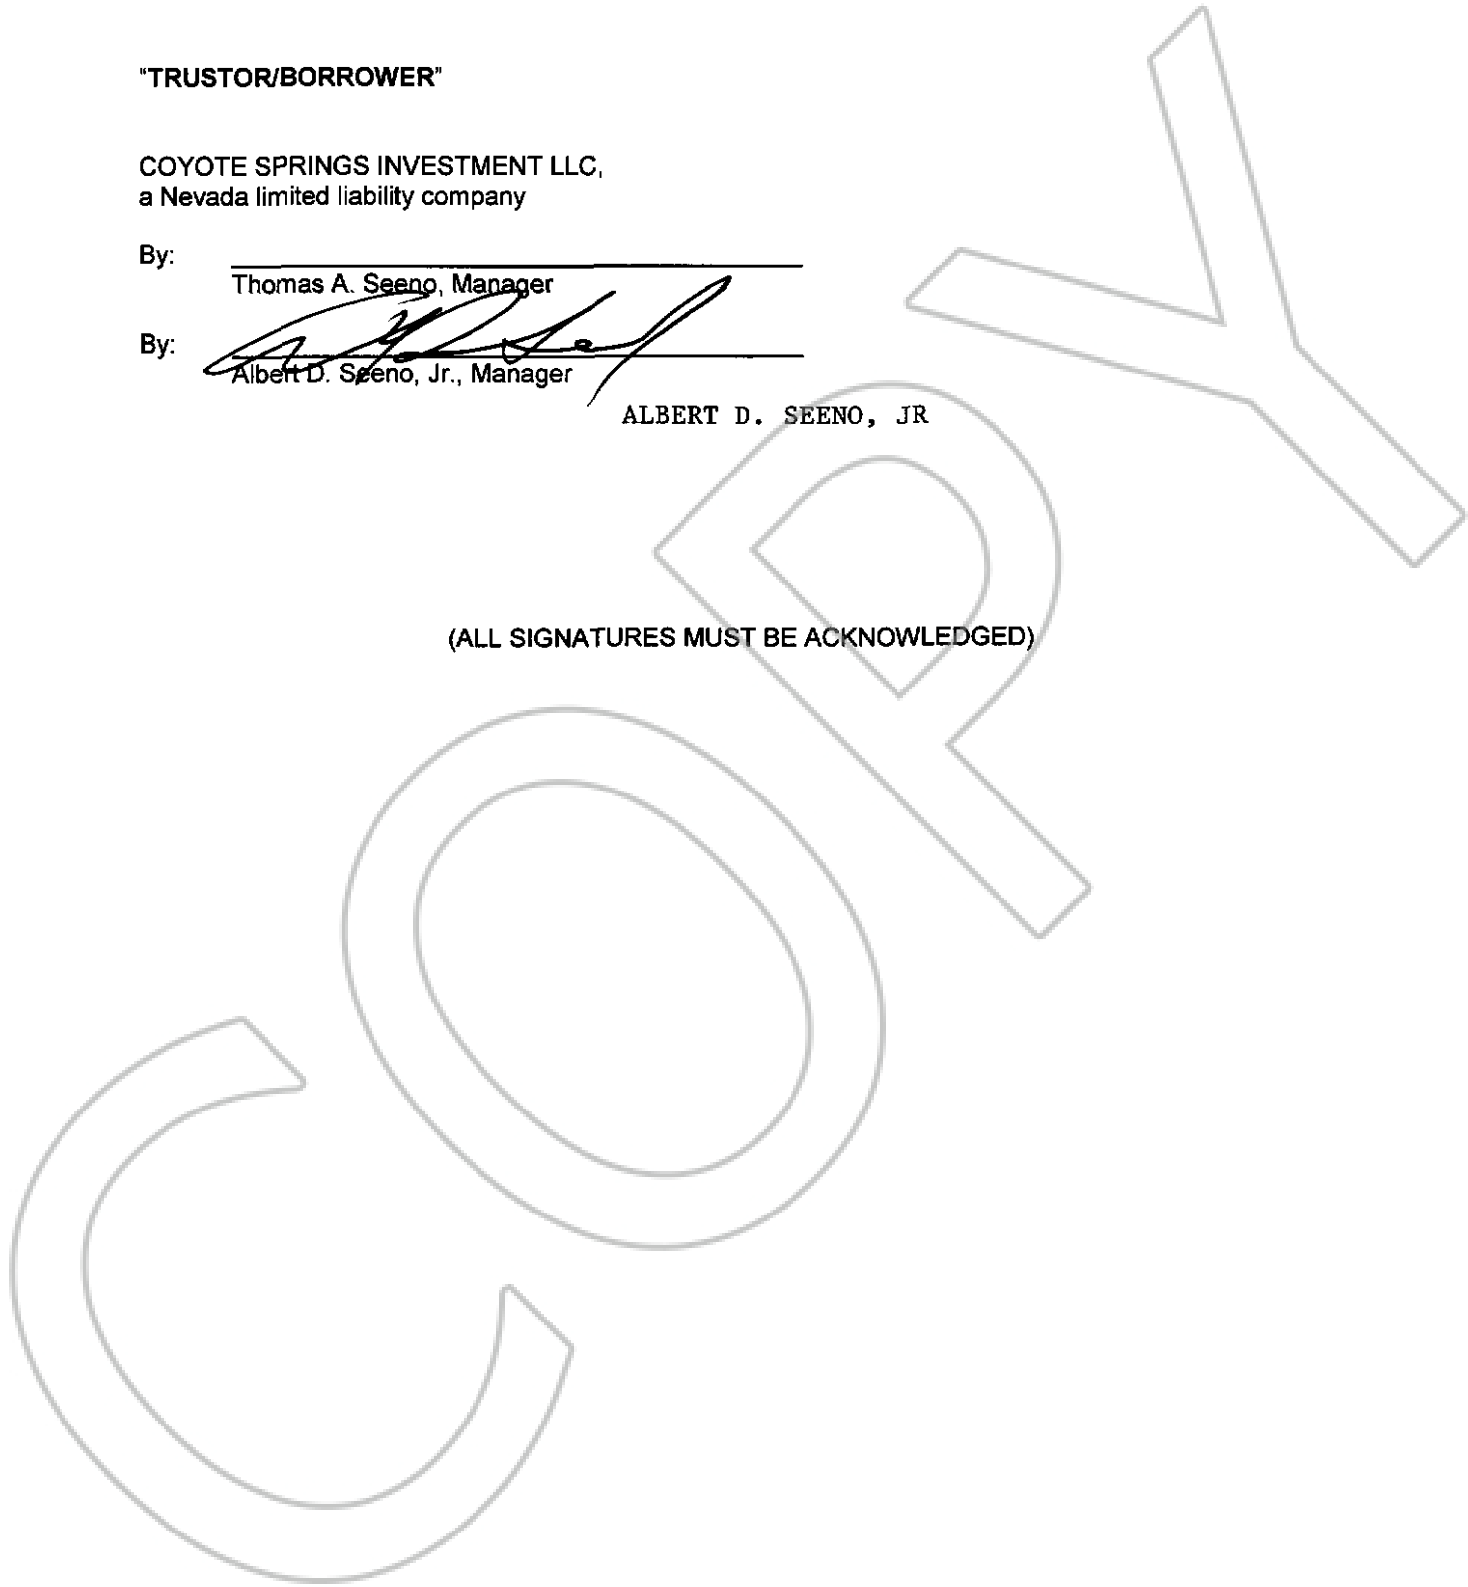 "TRUSTOR/BORROWER"
COYOTE SPRINGS INVESTMENT LLC,
a Nevada limited liability company
By:
Thomas A. Seeno, Manager
By:
Albert D. Seeno, Jr., Manager
ALBERT D. SEENO, JR
(ALL SIGNATURES MUST BE ACKNOWLEDGED)
COPY